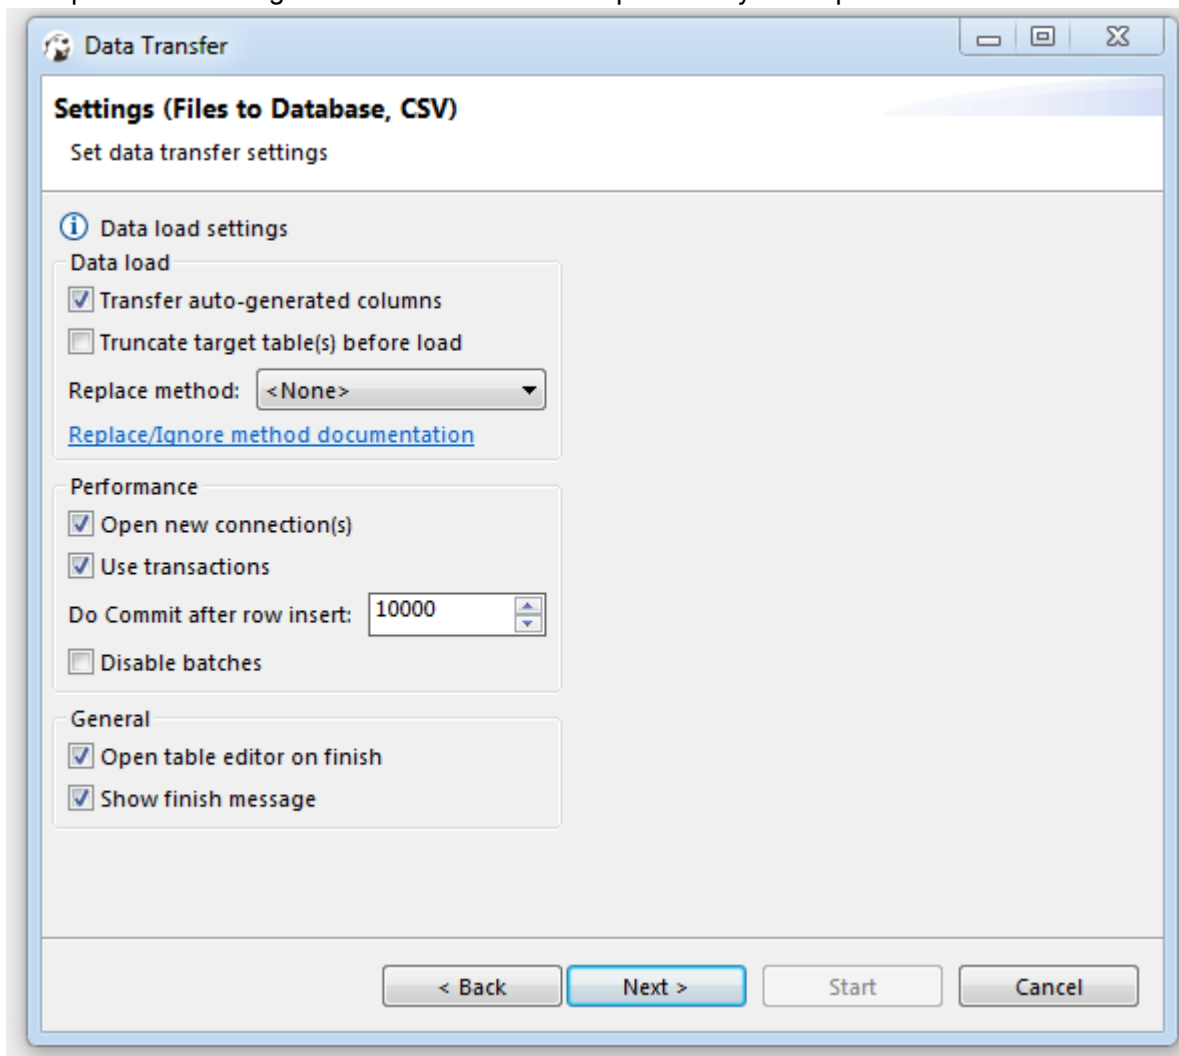 Data Transfer
Settings (Files to Database, CSV)
Set data transfer settings
Data load settings
Data load
Transfer auto-generated columns
Truncate target table(s) before load
Replace method: <None>
Replace/Ignore method documentation
Performance
Open new connection(s)
Use transactions
Do Commit after row insert: 10000
Disable batches
General
Open table editor on finish
Show finish message
< Back Next > Start Cancel